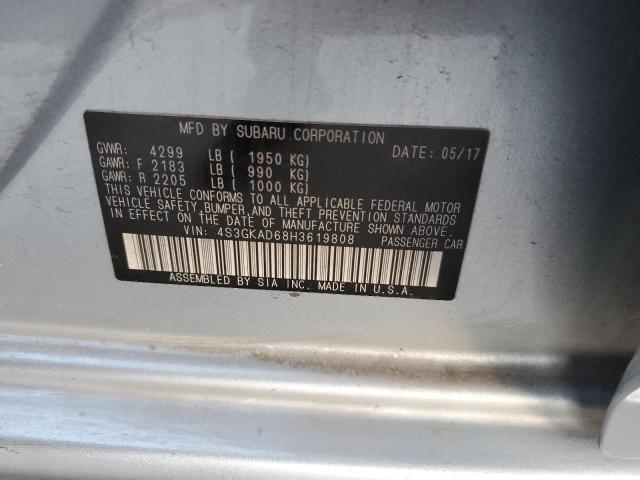 MFD BY SUBARU CORPORATION
GVWR: 4299 LB ( 1950 KG) DATE: 05/17
GAWR: F 2183 LB ( 990 KG)
GAWR: R 2205 LB ( 1000 KG)
THIS VEHICLE CONFORMS TO ALL APPLICABLE FEDERAL MOTOR
VEHICLE SAFETY,BUMPER,AND THEFT PREVENTION STANDARDS
IN EFFECT ON THE DATE OF MANUFACTURE SHOWN ABOVE.
VIN: 4S3GKAD68H3619808 PASSENGER CAR
ASSEMBLED BY SIA INC. MADE IN U.S.A.